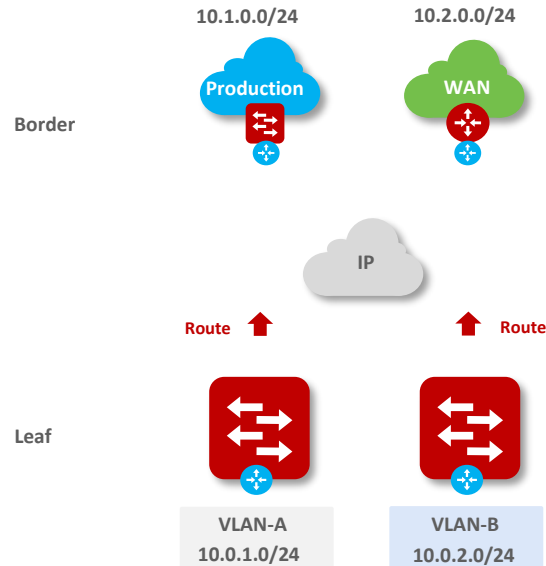 10.1.0.0/24
10.2.0.0/24
Production
WAN
Border
IP
Route
Route
Leaf
VLAN-A
10.0.1.0/24
VLAN-B
10.0.2.0/24